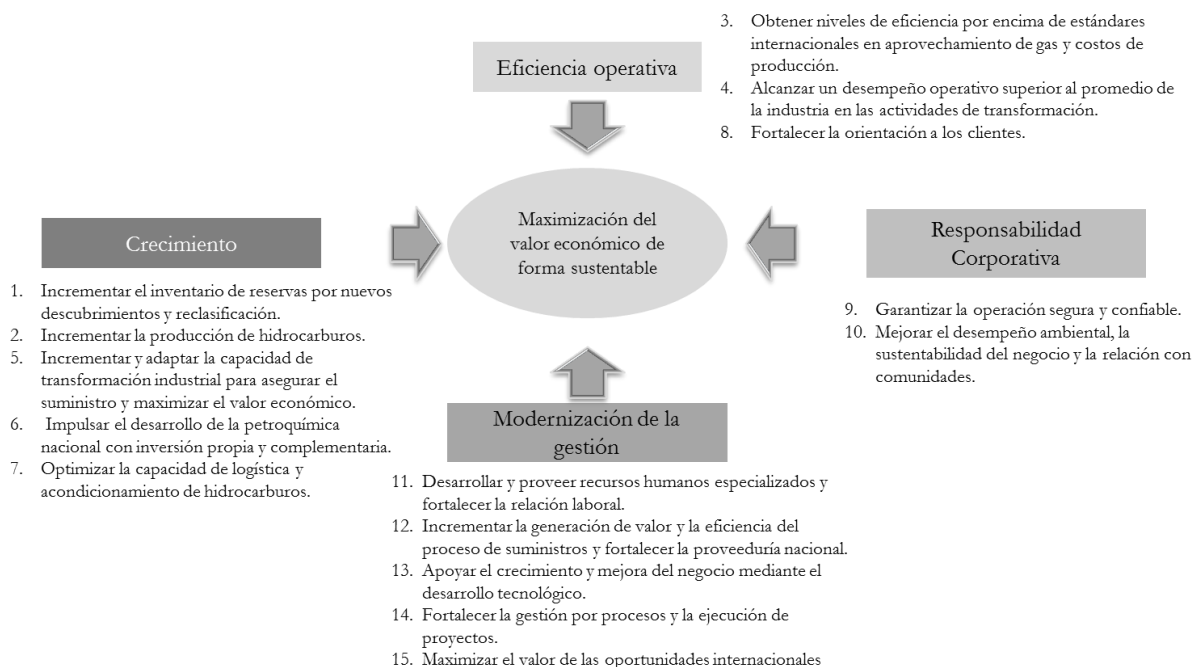 Eficiencia operativa
3. Obtener niveles de eficiencia por encima de estándares
internacionales en aprovechamiento de gas y costos de
producción.
4. Alcanzar un desempeño operativo superior al promedio de
la industria en las actividades de transformación.
8. Fortalecer la orientación a los clientes.
Maximización del
valor económico de
forma sustentable
Crecimiento
1. Incrementar el inventario de reservas por nuevos
descubrimientos y reclasificación.
2. Incrementar la producción de hidrocarburos.
5. Incrementar y adaptar la capacidad de
transformación industrial para asegurar el
suministro y maximizar el valor económico.
6. Impulsar el desarrollo de la petroquímica
nacional con inversión propia y complementaria.
7. Optimizar la capacidad de logística y
acondicionamiento de hidrocarburos.
Responsabilidad
Corporativa
9. Garantizar la operación segura y confiable.
10. Mejorar el desempeño ambiental, la
sustentabilidad del negocio y la relación con
comunidades.
Modernización de la
gestión
11. Desarrollar y proveer recursos humanos especializados y
fortalecer la relación laboral.
12. Incrementar la generación de valor y la eficiencia del
proceso de suministros y fortalecer la proveeduría nacional.
13. Apoyar el crecimiento y mejora del negocio mediante el
desarrollo tecnológico.
14. Fortalecer la gestión por procesos y la ejecución de
proyectos.
15. Maximizar el valor de las oportunidades internacionales